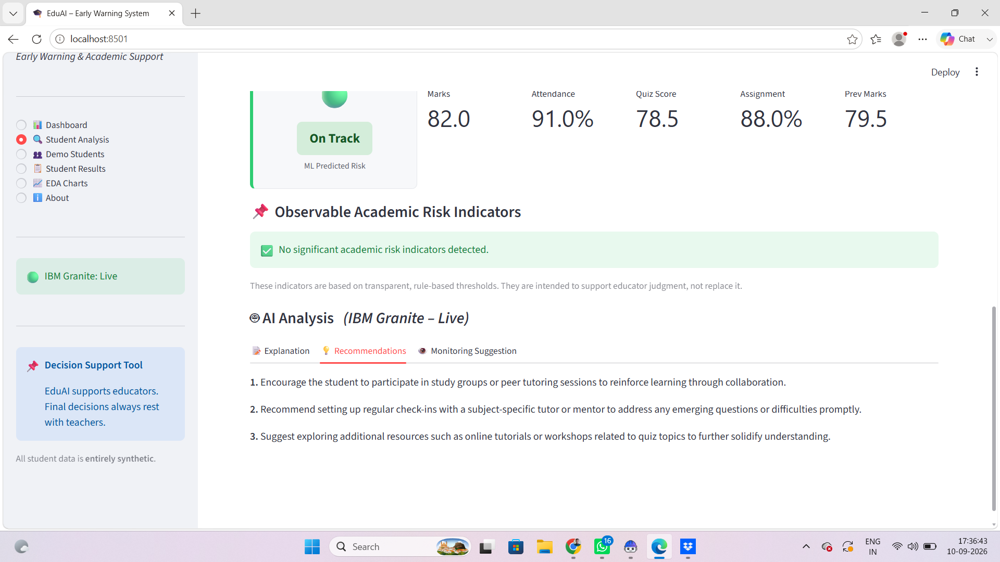 EduAI – Early Warning System
localhost:8501
Chat
Early Warning & Academic Support
Dashboard
Student Analysis
Demo Students
Student Results
EDA Charts
About
IBM Granite: Live
Decision Support Tool
EduAI supports educators.
Final decisions always rest
with teachers.
All student data is entirely synthetic.
Deploy
Marks
82.0
Attendance
91.0%
Quiz Score
78.5
Assignment
88.0%
Prev Marks
79.5
On Track
ML Predicted Risk
Observable Academic Risk Indicators
No significant academic risk indicators detected.
These indicators are based on transparent, rule-based thresholds. They are intended to support educator judgment, not replace it.
AI Analysis (IBM Granite – Live)
Explanation
Recommendations
Monitoring Suggestion
1. Encourage the student to participate in study groups or peer tutoring sessions to reinforce learning through collaboration.
2. Recommend setting up regular check-ins with a subject-specific tutor or mentor to address any emerging questions or difficulties promptly.
3. Suggest exploring additional resources such as online tutorials or workshops related to quiz topics to further solidify understanding.
Search
16
ENG
IN
17:36:43
10-09-2026